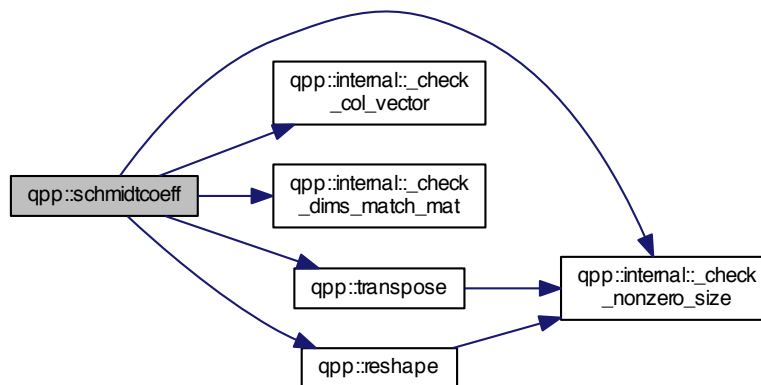 qpp::internal::_check
_col_vector
qpp::schmidtcoeff
qpp::internal::_check
_dims_match_mat
qpp::transpose
qpp::internal::_check
_nonzero_size
qpp::reshape